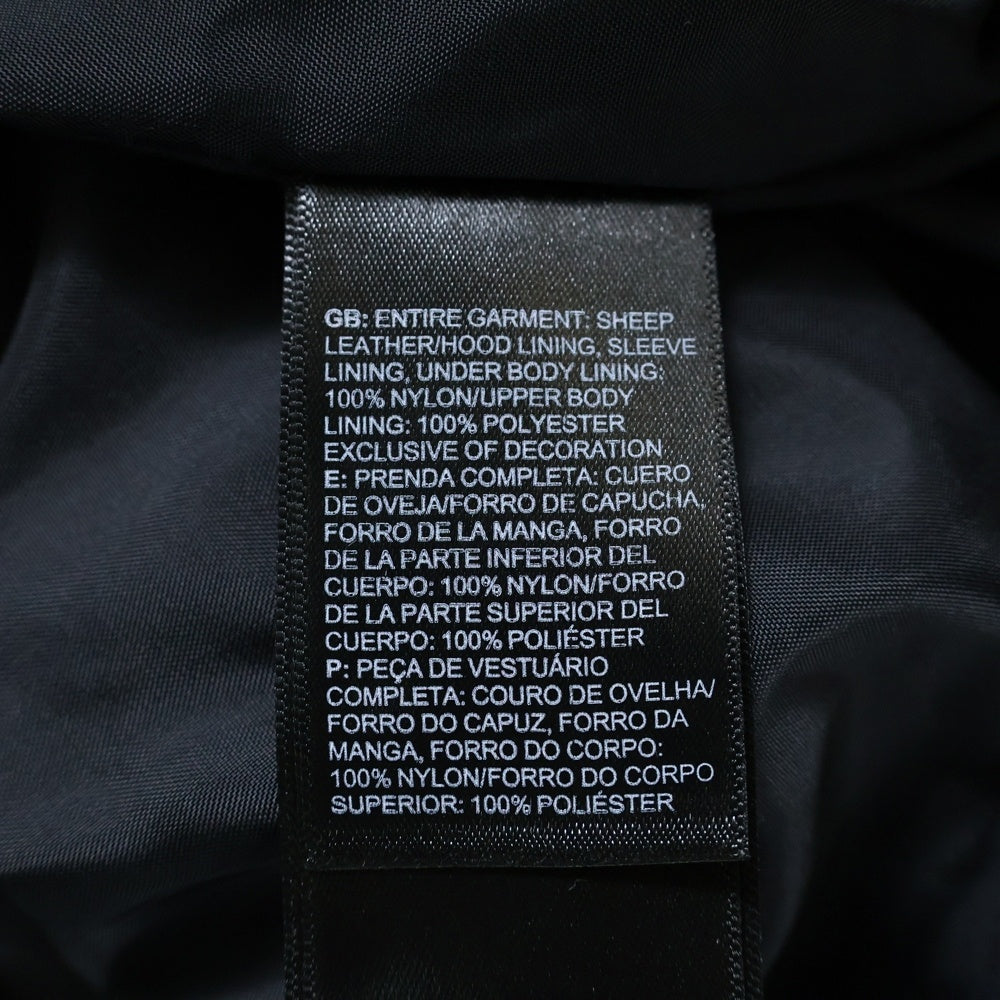 GB: ENTIRE GARMENT: SHEEP
LEATHER/HOOD LINING, SLEEVE
LINING, UNDER BODY LINING:
100% NYLON/UPPER BODY
LINING: 100% POLYESTER
EXCLUSIVE OF DECORATION
E: PRENDA COMPLETA: CUERO
DE OVEJA/FORRO DE CAPUCHA,
FORRO DE LA MANGA, FORRO
DE LA PARTE INFERIOR DEL
CUERPO: 100% NYLON/FORRO
DE LA PARTE SUPERIOR DEL
CUERPO: 100% POLIÉSTER
P: PEÇA DE VESTUÁRIO
COMPLETA: COURO DE OVELHA/
FORRO DO CAPUZ, FORRO DA
MANGA, FORRO DO CORPO:
100% NYLON/FORRO DO CORPO
SUPERIOR: 100% POLIÉSTER